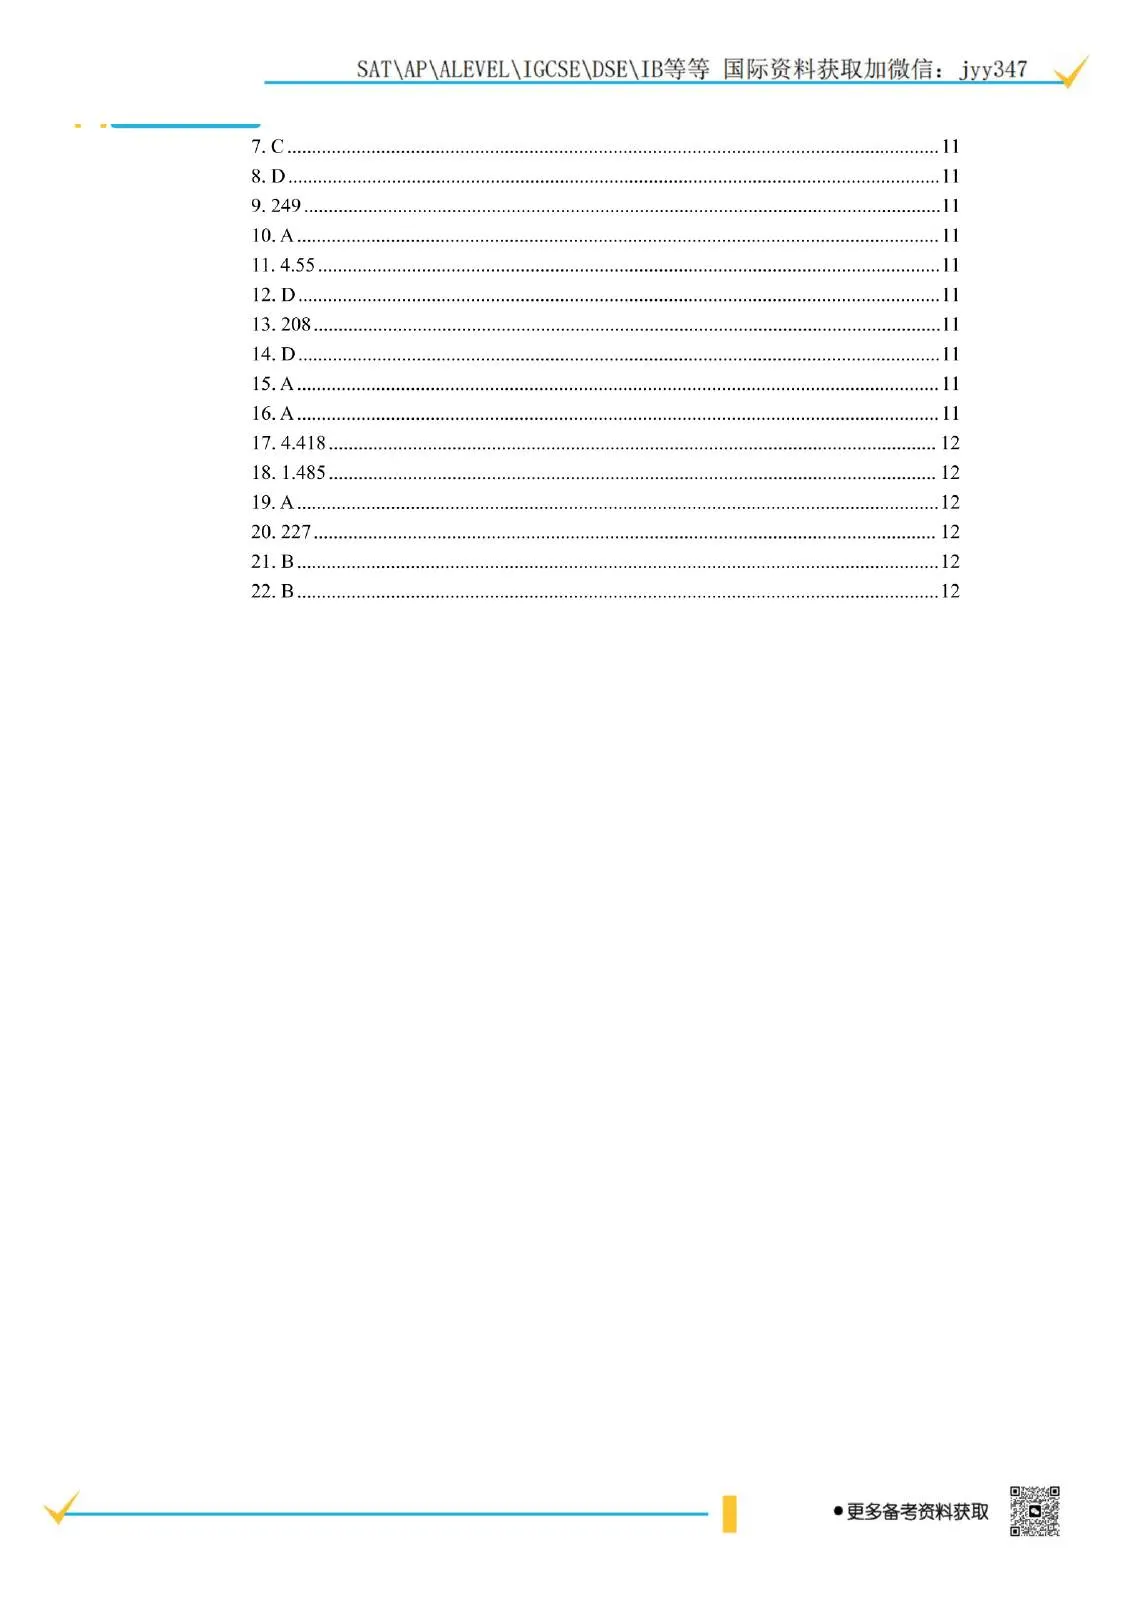 SAT\AP\ALEVEL\IGCSE\DSE\IB等等 国际资料获取加微信：jyy347
7. C........................................11
8. D........................................11
9. 249........................................11
10. A........................................11
11. 4.55........................................11
12. D........................................11
13. 208........................................11
14. D........................................11
15. A........................................11
16. A........................................11
17. 4.418........................................ 12
18. 1.485........................................ 12
19. A........................................12
20. 227........................................ 12
21. B........................................12
22. B........................................12
●更多备考资料获取